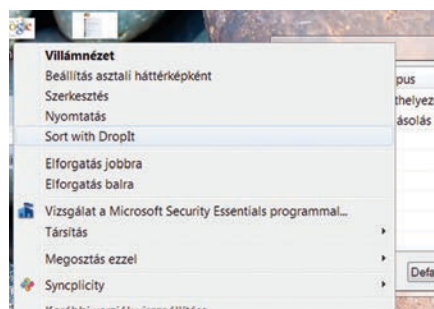 Villámnézet
Beállítás asztali háttérképként
Szerkesztés
Nyomtatás
Sort with DropIt
Elforgatás jobbra
Elforgatás balra
Vizsgálat a Microsoft Security Essentials programmal...
Társítás
Megosztás ezzel
Syncplicity
pus
thelyez
ásolás
Defa